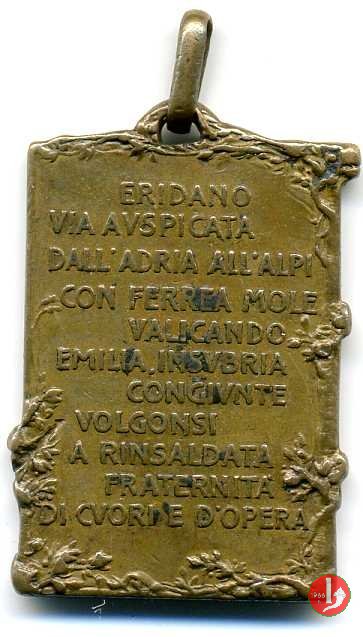 ERIDANO
VIA AVSPICATA
DALL'ADRIA ALL'ALPI
CON FERREA MOLE
VALICANDO
EMILIA, INSVBRIA
CONGIVNTE
VOLGONSI
A RINSALDATA
FRATERNITÀ
DI CVORI E D'OPERA
1966